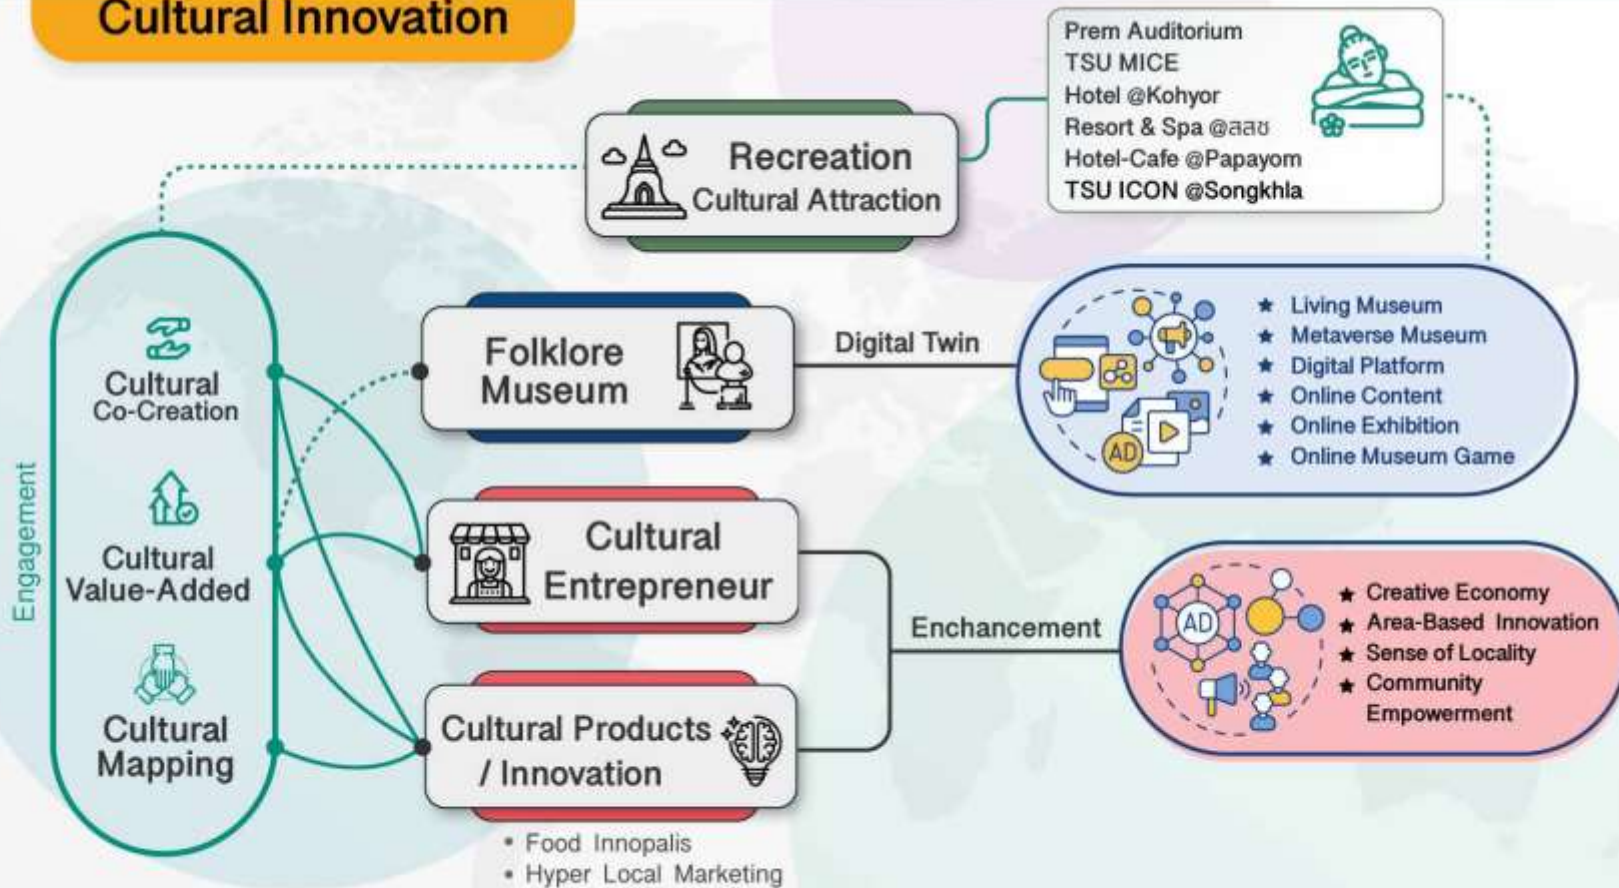 Cultural Innovation
Prem Auditorium
TSU MICE
Hotel @Kohyor
Resort & Spa @สสช
Hotel-Cafe @Papayom
TSU ICON @Songkhla
Recreation
Cultural Attraction
Engagement
Cultural
Co-Creation
Cultural
Value-Added
Cultural
Mapping
Folklore
Museum
Digital Twin
AD
★ Living Museum
★ Metaverse Museum
★ Digital Platform
★ Online Content
★ Online Exhibition
★ Online Museum Game
Cultural
Entrepreneur
Cultural Products
/ Innovation
• Food Innopalis
• Hyper Local Marketing
Enchancement
AD
★ Creative Economy
★ Area-Based Innovation
★ Sense of Locality
★ Community
Empowerment